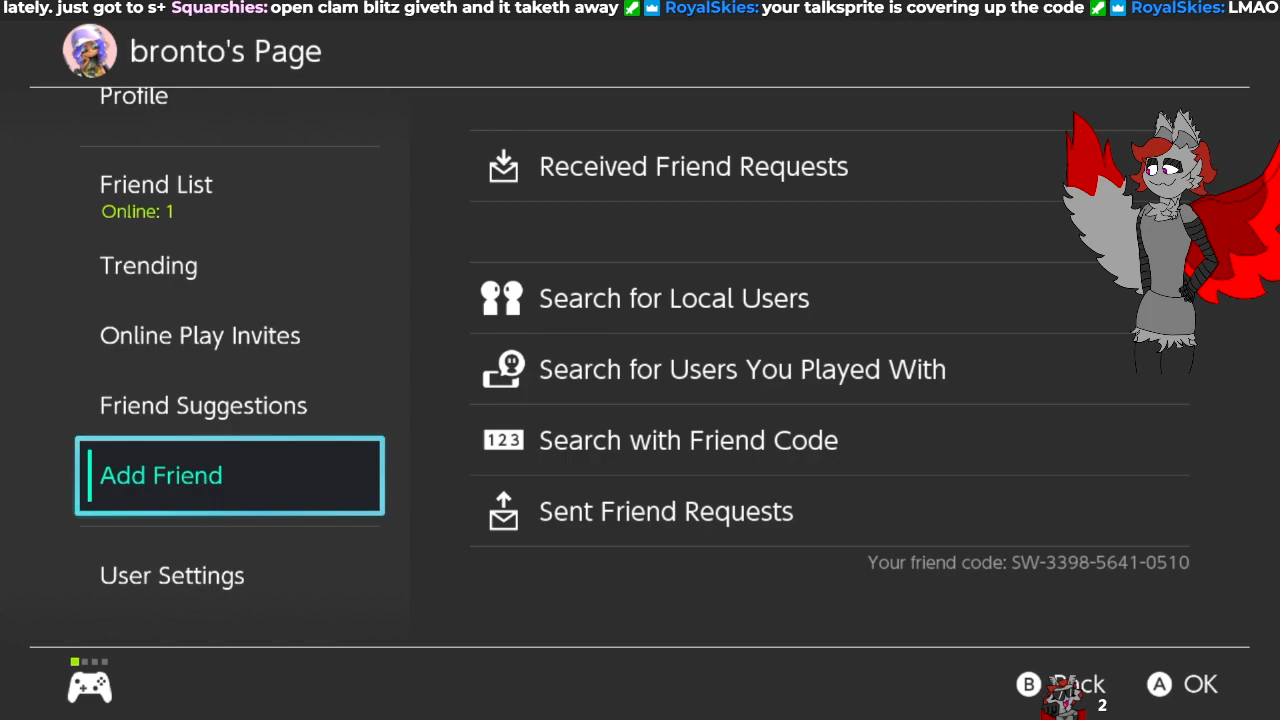 lately. just got to s+ Squarshies: open clam blitz giveth and it taketh away RoyalSkies: your talksprite is covering up the code RoyalSkies: LMAO
bronto's Page
Profile
Friend List
Online: 1
Trending
Online Play Invites
Friend Suggestions
Add Friend
User Settings
Received Friend Requests
Search for Local Users
Search for Users You Played With
123 Search with Friend Code
Sent Friend Requests
Your friend code: SW-3398-5641-0510
B Back
A OK
2